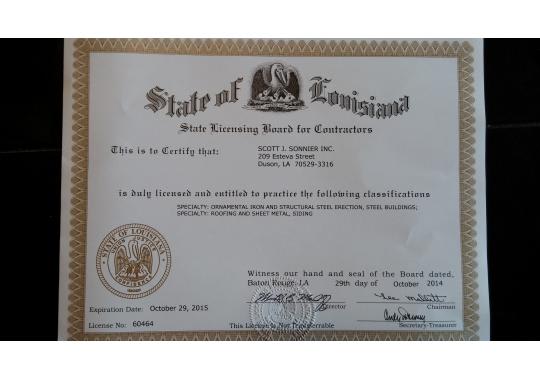 State of Louisiana
State Licensing Board for Contractors
This is to Certify that:
SCOTT J. SONNIER INC.
209 Esteva Street
Duson, LA 70529-3316
is duly licensed and entitled to practice the following classifications
SPECIALTY: ORNAMENTAL IRON AND STRUCTURAL STEEL ERECTION, STEEL BUILDINGS;
SPECIALTY: ROOFING AND SHEET METAL, SIDING
STATE OF LOUISIANA
UNION JUSTICE
CONFIDENCE
Witness our hand and seal of the Board dated,
Baton Rouge, LA 29th day of October 2014
Director
Chairman
Expiration Date: October 29, 2015
Secretary-Treasurer
License No: 60464
This License Is Not Transferrable